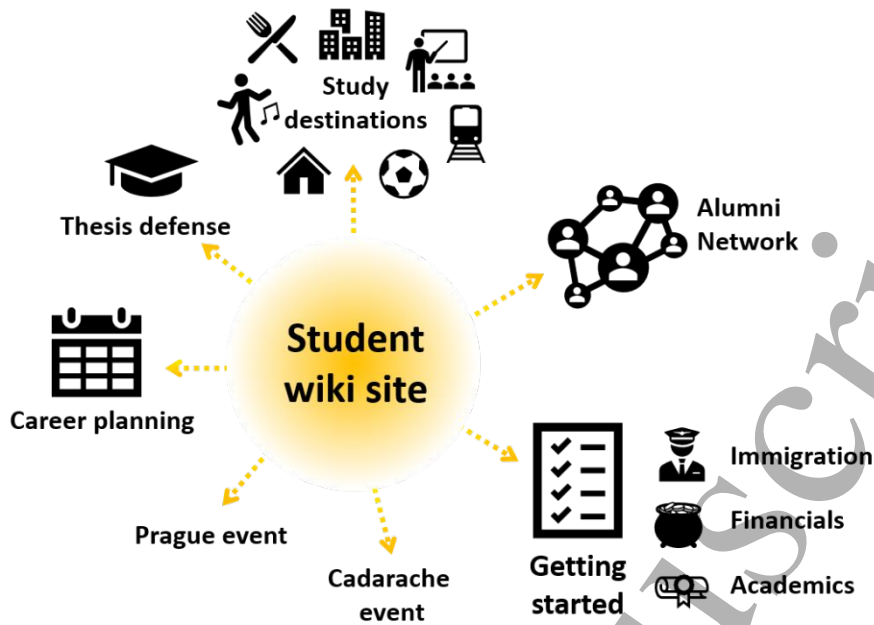 Study
destinations
Thesis defense
Alumni
Network
Student
wiki site
Career planning
Immigration
Prague event
Financials
Getting
started
Academics
Cadarache
event